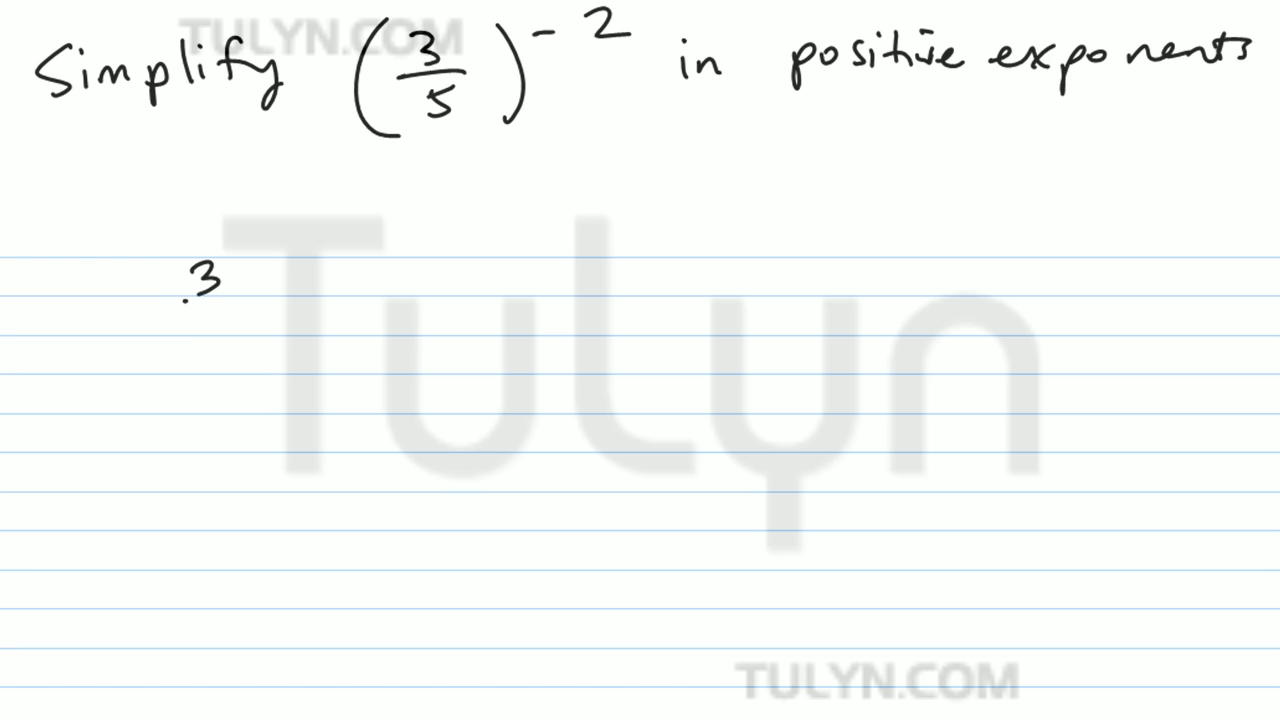 TULYN.COM
Simplify (3/5)^-2 in positive exponents
.3
TuLyn
TULYN.COM